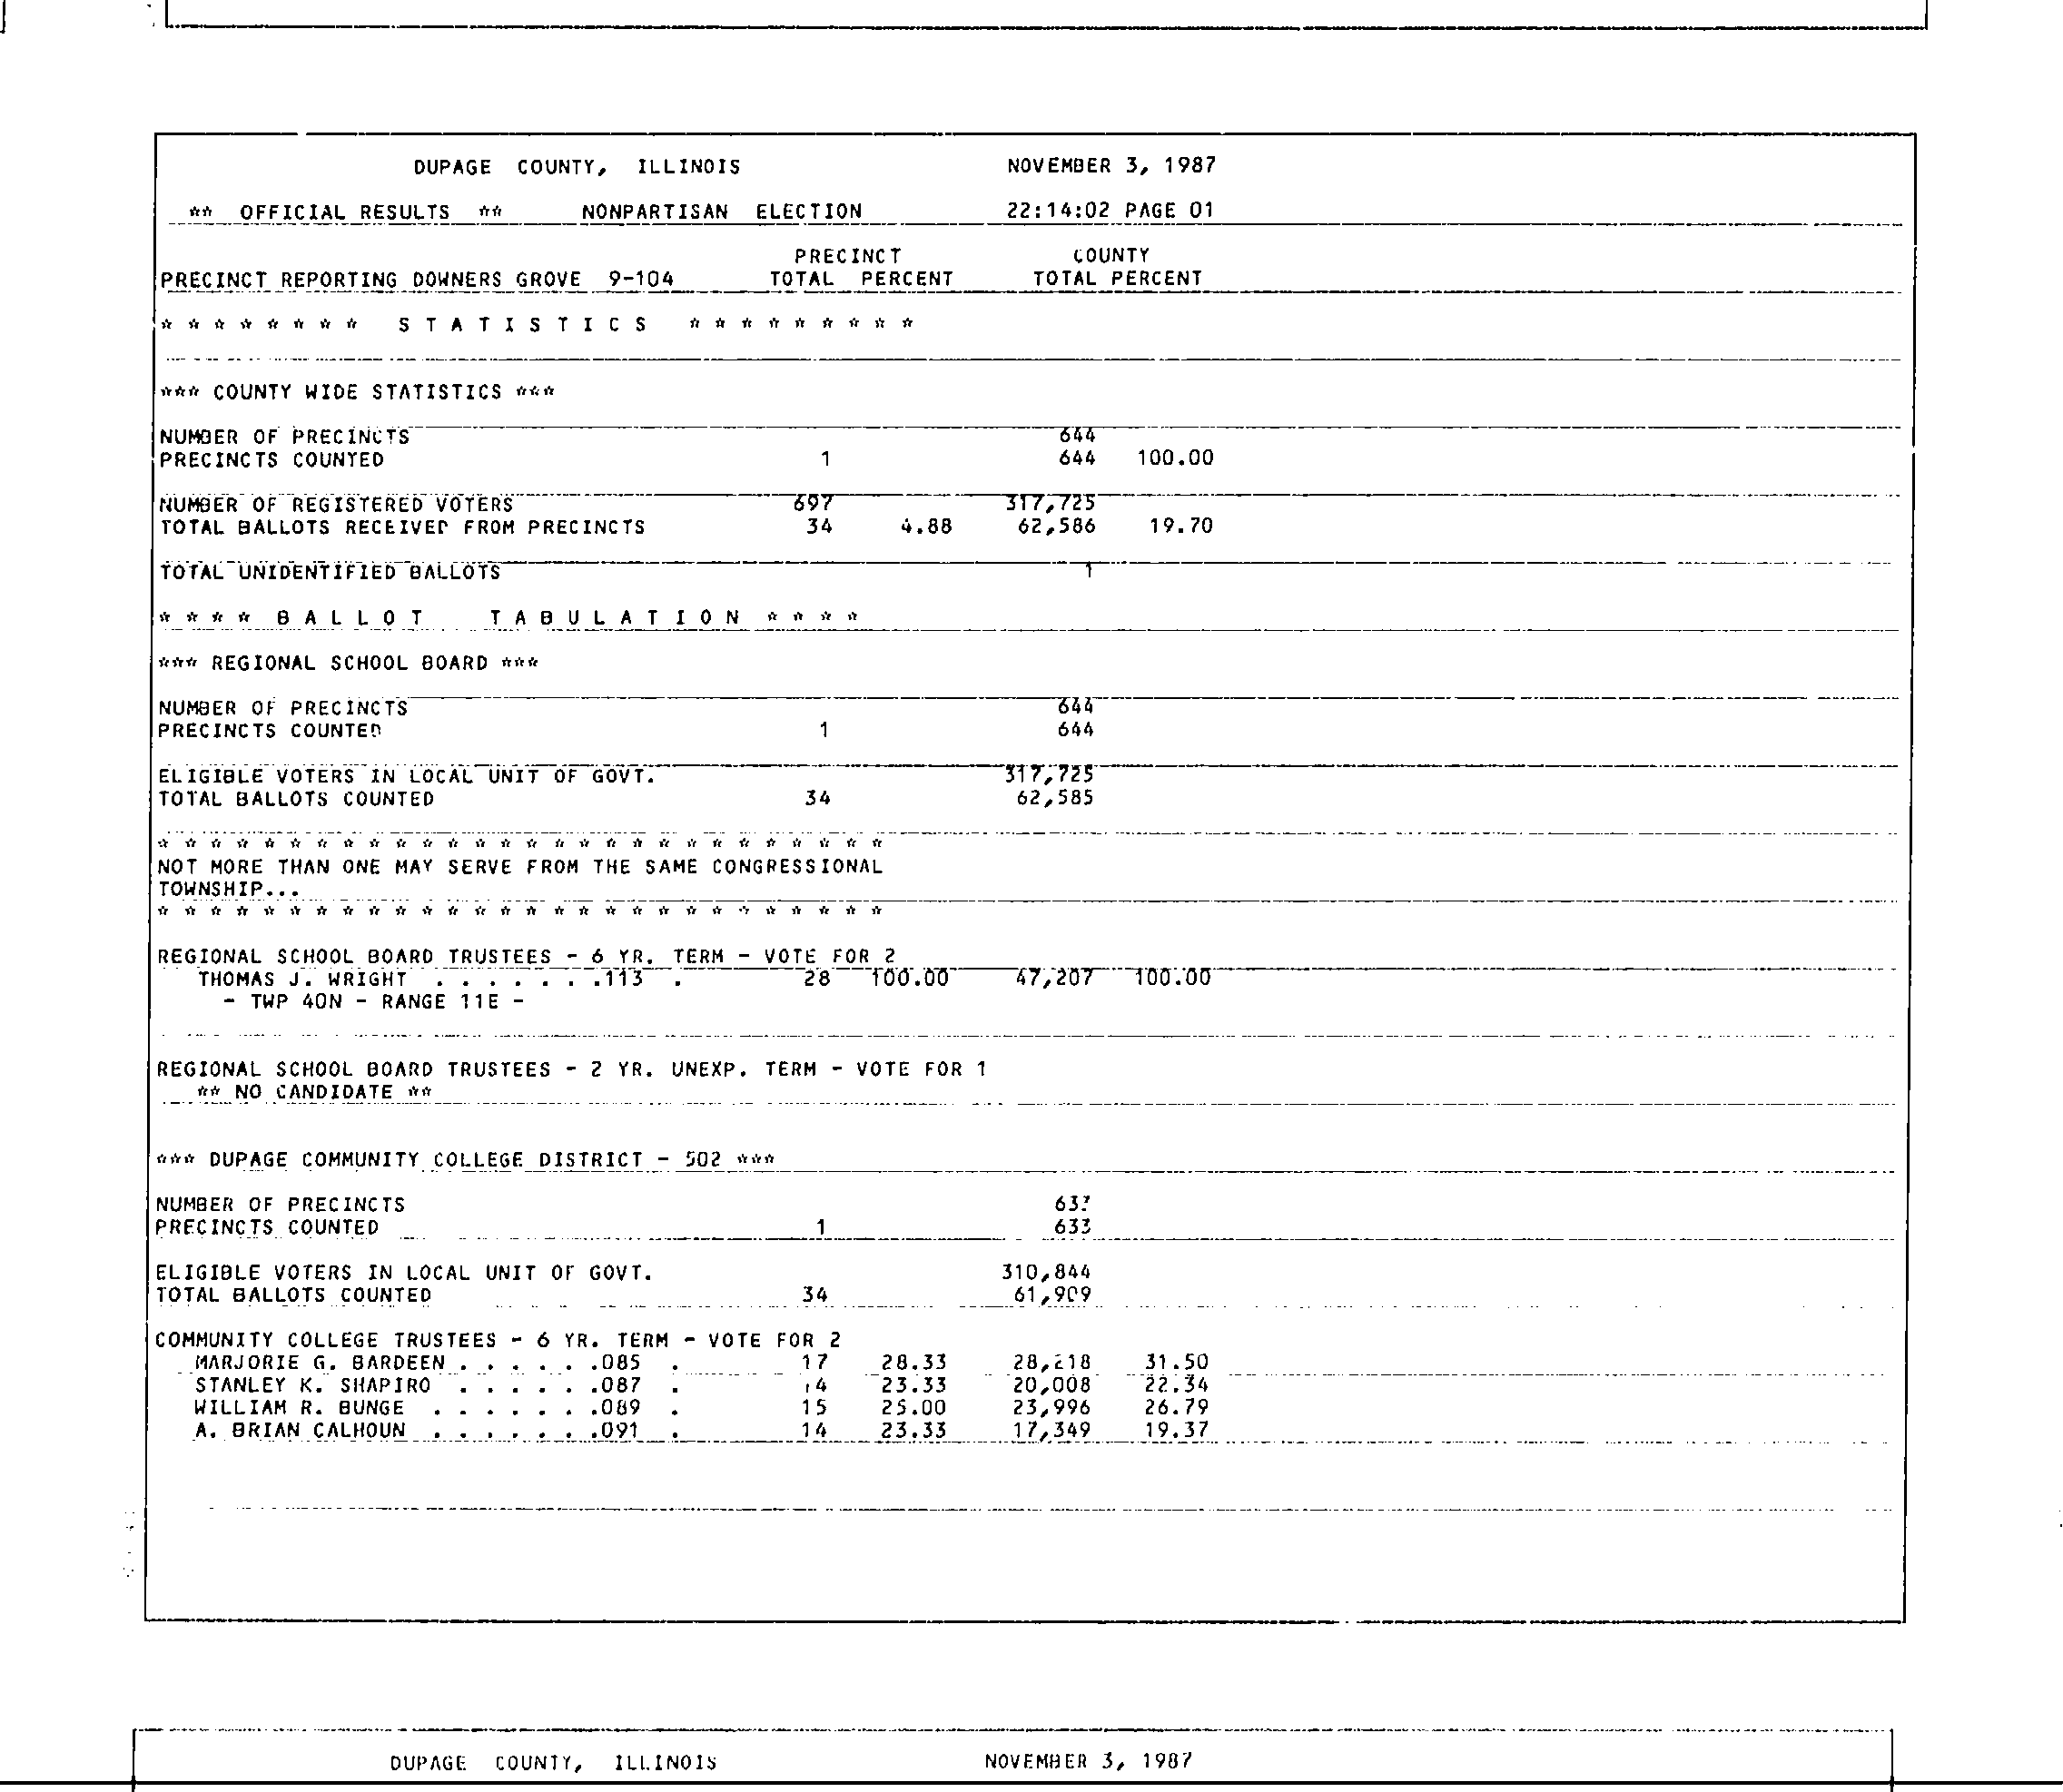 DUPAGE COUNTY, ILLINOIS NOVEMBER 3, 1987
** OFFICIAL RESULTS ** NONPARTISAN ELECTION 22:14:02 PAGE 01
PRECINCT COUNTY
PRECINCT REPORTING DOWNERS GROVE 9-104 TOTAL PERCENT TOTAL PERCENT
* * * * * * * * S T A T I S T I C S * * * * * * * * *
*** COUNTY WIDE STATISTICS ***
NUMBER OF PRECINCTS 644
PRECINCTS COUNTED 1 644 100.00
NUMBER OF REGISTERED VOTERS 697 317,725
TOTAL BALLOTS RECEIVED FROM PRECINCTS 34 4.88 62,586 19.70
TOTAL UNIDENTIFIED BALLOTS 1
* * * * B A L L O T T A B U L A T I O N * * * *
*** REGIONAL SCHOOL BOARD ***
NUMBER OF PRECINCTS 644
PRECINCTS COUNTED 1 644
ELIGIBLE VOTERS IN LOCAL UNIT OF GOVT. 317,725
TOTAL BALLOTS COUNTED 34 62,585
* * * * * * * * * * * * * * * * * * * * * * * * * * * *
NOT MORE THAN ONE MAY SERVE FROM THE SAME CONGRESSIONAL
TOWNSHIP...
* * * * * * * * * * * * * * * * * * * * * * * * * * * *
REGIONAL SCHOOL BOARD TRUSTEES - 6 YR. TERM - VOTE FOR 2
THOMAS J. WRIGHT . . . . . . .113 . 28 100.00 47,207 100.00
- TWP 40N - RANGE 11E -
REGIONAL SCHOOL BOARD TRUSTEES - 2 YR. UNEXP. TERM - VOTE FOR 1
** NO CANDIDATE **
*** DUPAGE COMMUNITY COLLEGE DISTRICT - 502 ***
NUMBER OF PRECINCTS 633
PRECINCTS COUNTED 1 633
ELIGIBLE VOTERS IN LOCAL UNIT OF GOVT. 310,844
TOTAL BALLOTS COUNTED 34 61,909
COMMUNITY COLLEGE TRUSTEES - 6 YR. TERM - VOTE FOR 2
MARJORIE G. BARDEEN . . . . . .085 . 17 28.33 28,218 31.50
STANLEY K. SHAPIRO . . . . . .087 . 14 23.33 20,008 22.34
WILLIAM R. BUNGE . . . . . . .089 . 15 25.00 23,996 26.79
A. BRIAN CALHOUN . . . . . . .091 . 14 23.33 17,349 19.37
DUPAGE COUNTY, ILLINOIS NOVEMBER 3, 1987